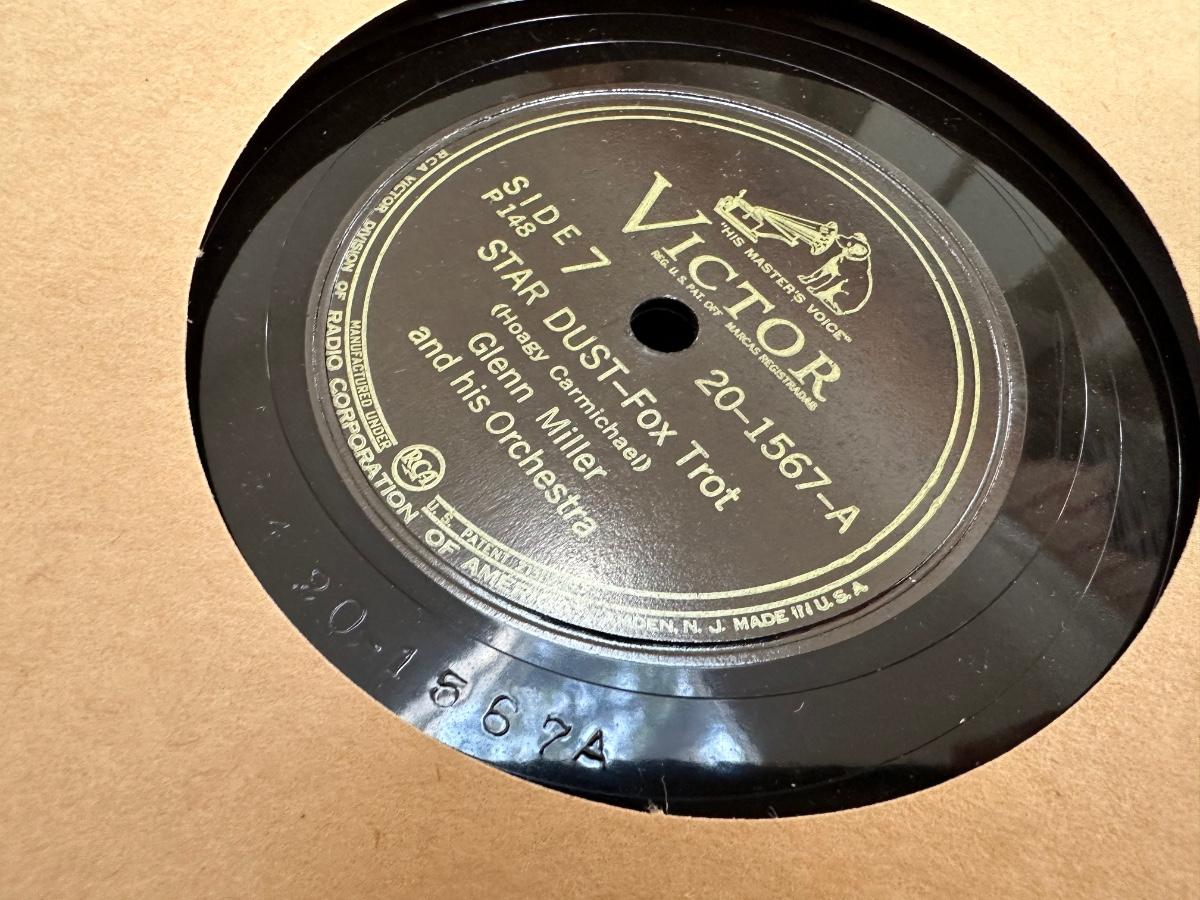 "HIS MASTER'S VOICE"
VICTOR
REG. U. S. PAT. OFF MARCAS REGISTRADAS
SIDE 7
P 148
20–1567–A
STAR DUST–Fox Trot
(Hoagy Carmichael)
Glenn Miller
and his Orchestra
MANUFACTURED UNDER
RCA
U.S. PATENT
RCA VICTOR DIVISION OF RADIO CORPORATION OF N. J. MADE IN U.S.A
20-1567A